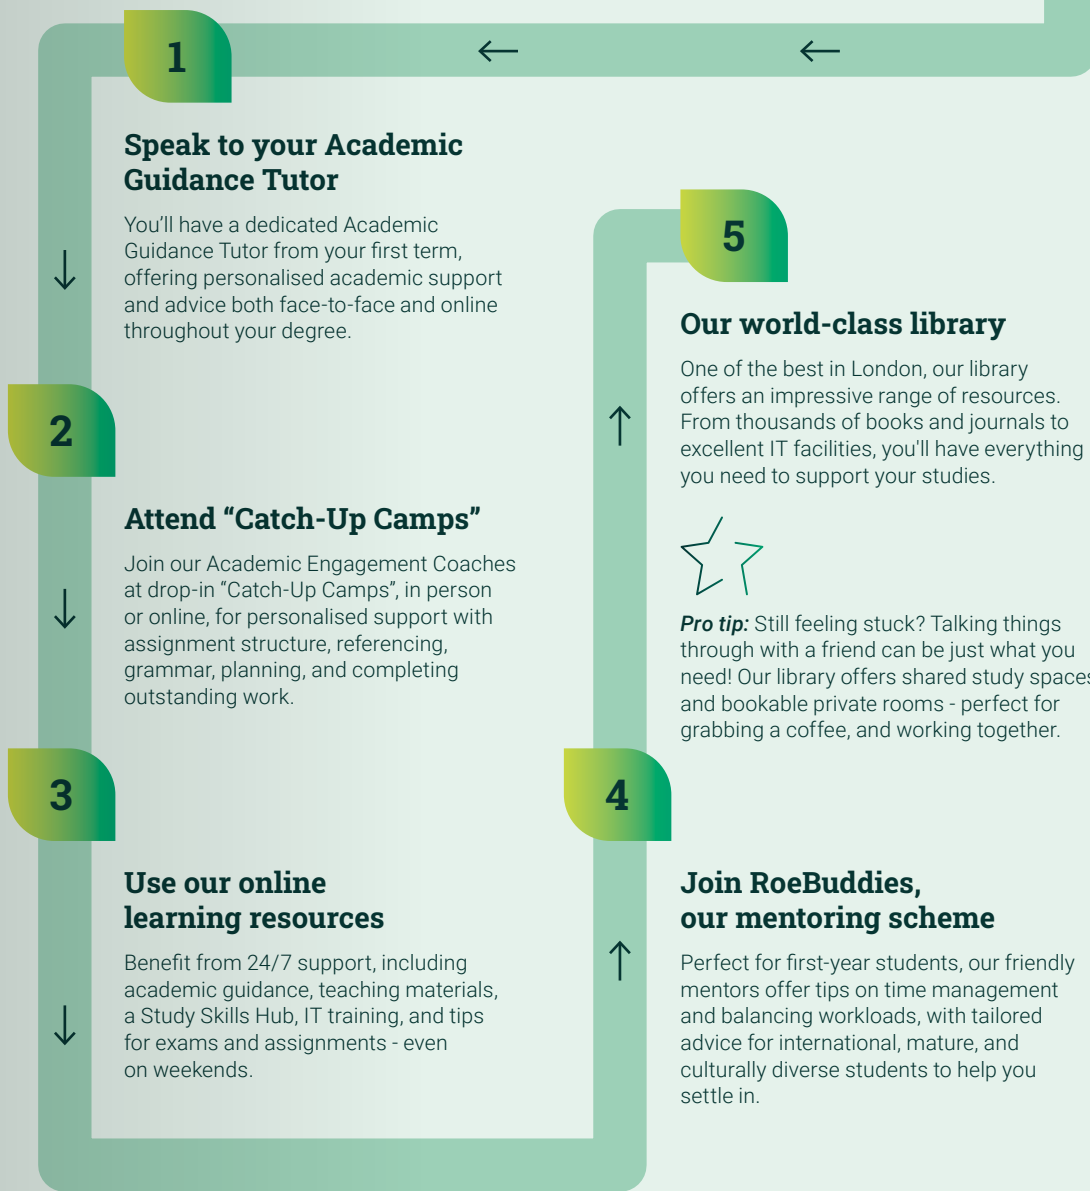 1
Speak to your Academic
Guidance Tutor
You’ll have a dedicated Academic
Guidance Tutor from your first term,
offering personalised academic support
and advice both face-to-face and online
throughout your degree.
2
Attend “Catch-Up Camps”
Join our Academic Engagement Coaches
at drop-in “Catch-Up Camps”, in person
or online, for personalised support with
assignment structure, referencing,
grammar, planning, and completing
outstanding work.
3
Use our online
learning resources
Benefit from 24/7 support, including
academic guidance, teaching materials,
a Study Skills Hub, IT training, and tips
for exams and assignments - even
on weekends.
4
Join RoeBuddies,
our mentoring scheme
Perfect for first-year students, our friendly
mentors offer tips on time management
and balancing workloads, with tailored
advice for international, mature, and
culturally diverse students to help you
settle in.
5
Our world-class library
One of the best in London, our library
offers an impressive range of resources.
From thousands of books and journals to
excellent IT facilities, you'll have everything
you need to support your studies.
Pro tip: Still feeling stuck? Talking things
through with a friend can be just what you
need! Our library offers shared study spaces
and bookable private rooms - perfect for
grabbing a coffee, and working together.